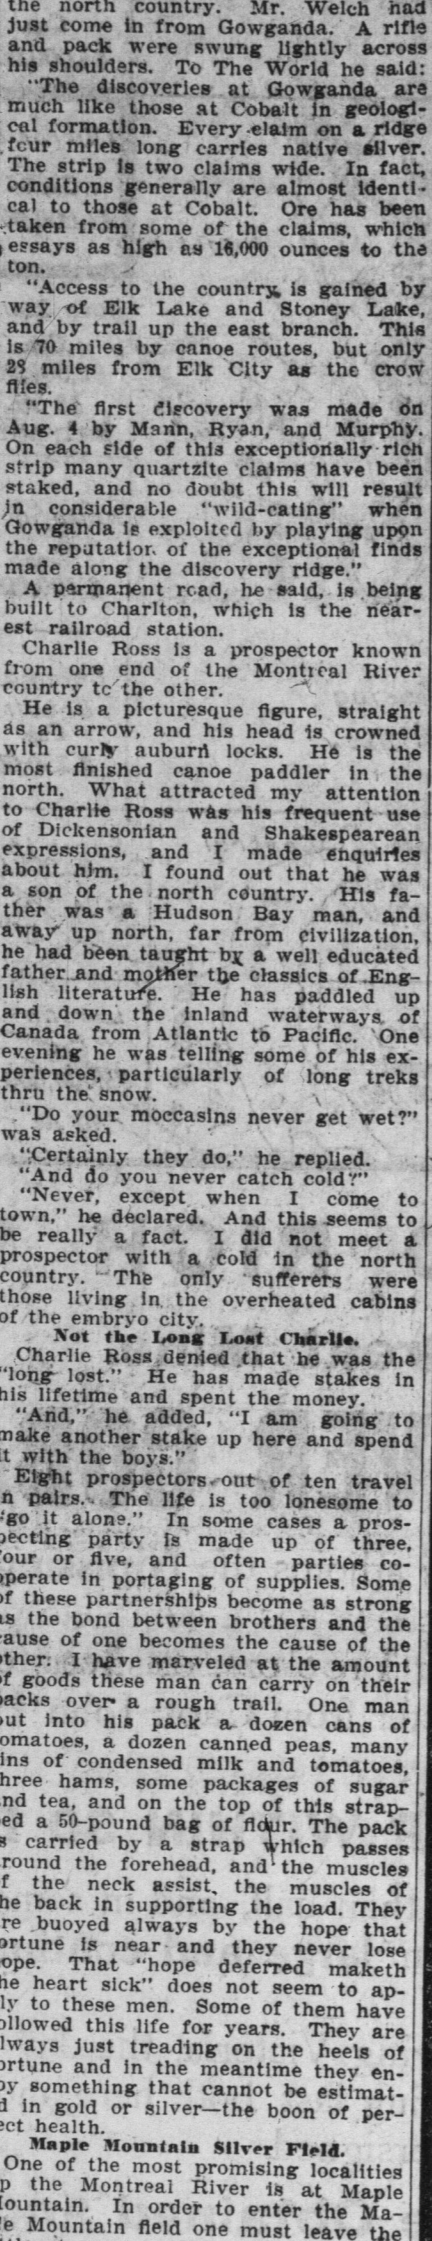 the north country. Mr. Welch had
just come in from Gowganda. A rifle
and pack were swung lightly across
his shoulders. To The World he said:
"The discoveries at Gowganda are
much like those at Cobalt in geologi-
cal formation. Every claim on a ridge
four miles long carries native silver.
The strip is two claims wide. In fact,
conditions generally are almost identi-
cal to those at Cobalt. Ore has been
taken from some of the claims, which
essays as high as 16,000 ounces to the
ton.
"Access to the country is gained by
way of Elk Lake and Stoney Lake,
and by trail up the east branch. This
is 70 miles by canoe routes, but only
28 miles from Elk City as the crow
flies.
"The first discovery was made on
Aug. 4 by Mann, Ryan, and Murphy.
On each side of this exceptionally rich
strip many quartzite claims have been
staked, and no doubt this will result
in considerable "wild-cating" when
Gowganda is exploited by playing upon
the reputation of the exceptional finds
made along the discovery ridge."
A permanent road, he said, is being
built to Charlton, which is the near-
est railroad station.
Charlie Ross is a prospector known
from one end of the Montreal River
country to the other.
He is a picturesque figure, straight
as an arrow, and his head is crowned
with curly auburn locks. He is the
most finished canoe paddler in the
north. What attracted my attention
to Charlie Ross was his frequent use
of Dickensonian and Shakespearean
expressions, and I made enquiries
about him. I found out that he was
a son of the north country. His fa-
ther was a Hudson Bay man, and
away up north, far from civilization,
he had been taught by a well educated
father and mother the classics of Eng-
lish literature. He has paddled up
and down the inland waterways of
Canada from Atlantic to Pacific. One
evening he was telling some of his ex-
periences, particularly of long treks
thru the snow.
"Do your moccasins never get wet?"
was asked.
"Certainly they do," he replied.
"And do you never catch cold?"
"Never, except when I come to
town," he declared. And this seems to
be really a fact. I did not meet a
prospector with a cold in the north
country. The only sufferers were
those living in the overheated cabins
of the embryo city.
Not the Long Lost Charlie.
Charlie Ross denied that he was the
"long lost." He has made stakes in
his lifetime and spent the money.
"And," he added, "I am going to
make another stake up here and spend
it with the boys."
Eight prospectors out of ten travel
in pairs. The life is too lonesome to
"go it alone." In some cases a pros-
pecting party is made up of three,
four or five, and often parties co-
operate in portaging of supplies. Some
of these partnerships become as strong
as the bond between brothers and the
cause of one becomes the cause of the
other. I have marveled at the amount
of goods these man can carry on their
backs over a rough trail. One man
put into his pack a dozen cans of
tomatoes, a dozen canned peas, many
tins of condensed milk and tomatoes,
three hams, some packages of sugar
and tea, and on the top of this strap-
ped a 50-pound bag of flour. The pack
is carried by a strap which passes
around the forehead, and the muscles
of the neck assist, the muscles of
the back in supporting the load. They
are buoyed always by the hope that
fortune is near and they never lose
hope. That "hope deferred maketh
the heart sick" does not seem to ap-
ply to these men. Some of them have
followed this life for years. They are
always just treading on the heels of
fortune and in the meantime they en-
joy something that cannot be estimat-
ed in gold or silver—the boon of per-
fect health.
Maple Mountain Silver Field.
One of the most promising localities
up the Montreal River is at Maple
Mountain. In order to enter the Ma-
ple Mountain field one must leave the